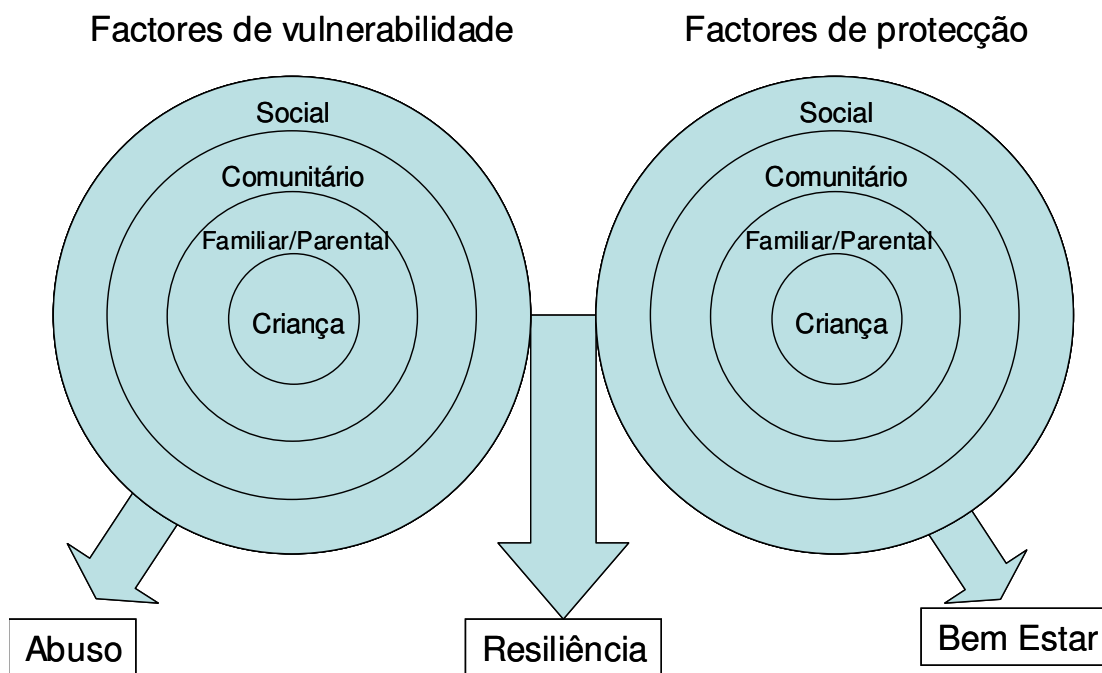 Factores de vulnerabilidade
Factores de protecção
Social
Comunitário
Familiar/Parental
Criança
Social
Comunitário
Familiar/Parental
Criança
Abuso
Resiliência
Bem Estar